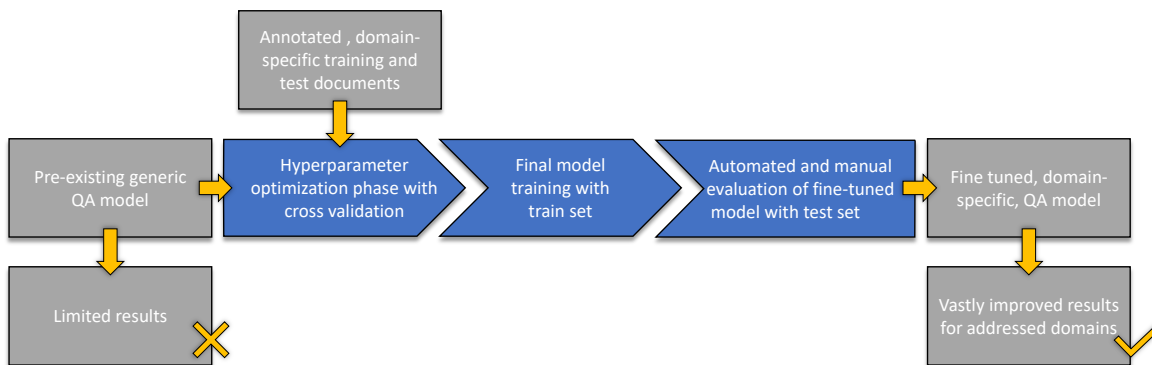 Annotated , domain-
specific training and
test documents
Pre-existing generic
QA model
Hyperparameter
optimization phase with
cross validation
Final model
training with
train set
Automated and manual
evaluation of fine-tuned
model with test set
Fine tuned, domain-
specific, QA model
Limited results
Vastly improved results
for addressed domains